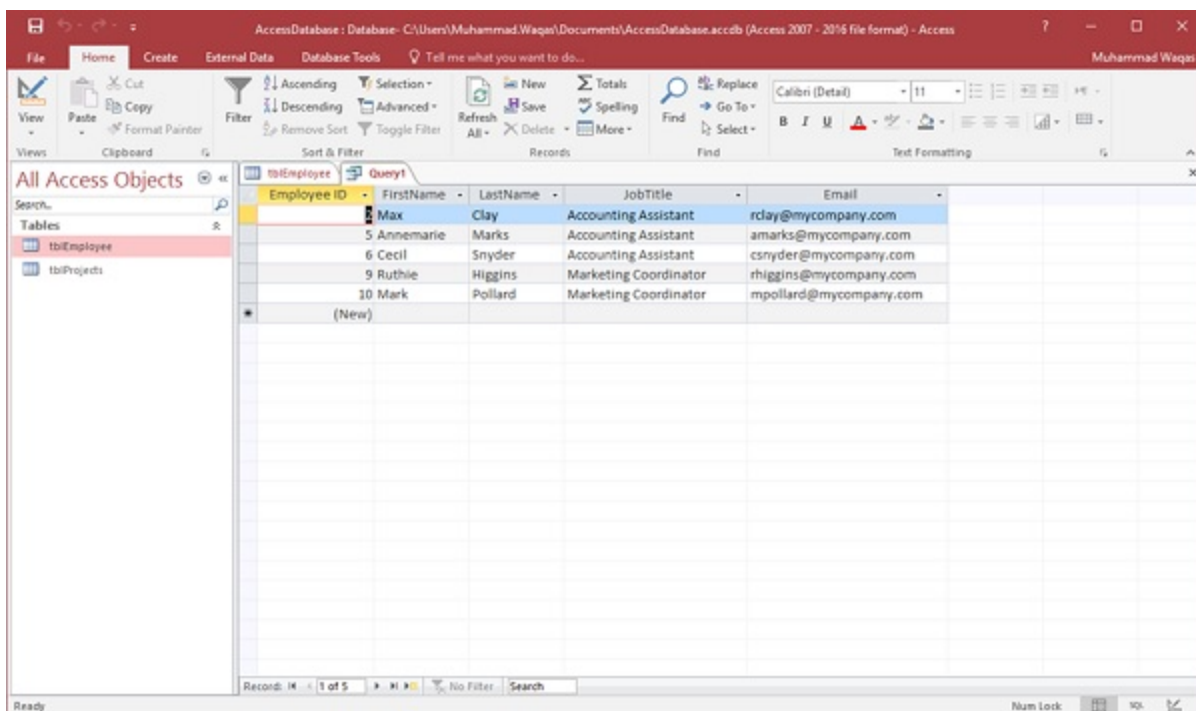 AccessDatabase : Database- C:\Users\Muhammad.Waqas\Documents\AccessDatabase.accdb (Access 2007 - 2016 file format) - Access ?
File Home Create External Data Database Tools Tell me what you want to do... Muhammad Waqas
View Paste Cut Copy Format Painter
Filter Ascending Descending Remove Sort Selection Advanced Toggle Filter
Refresh All New Save Delete Totals Spelling More
Find Replace Go To Select
Calibri (Detail) 11
B I U A
Views Clipboard Sort & Filter Records Find Text Formatting
All Access Objects
Search..
Tables
tblEmployee
tblProjects
tblEmployee Query1
Employee ID FirstName LastName JobTitle Email
2 Max Clay Accounting Assistant rclay@mycompany.com
5 Annemarie Marks Accounting Assistant amarks@mycompany.com
6 Cecil Snyder Accounting Assistant csnyder@mycompany.com
9 Ruthie Higgins Marketing Coordinator rhiggins@mycompany.com
10 Mark Pollard Marketing Coordinator mpollard@mycompany.com
(New)
Record: 1 of 5 No Filter Search
Ready Num Lock SQL